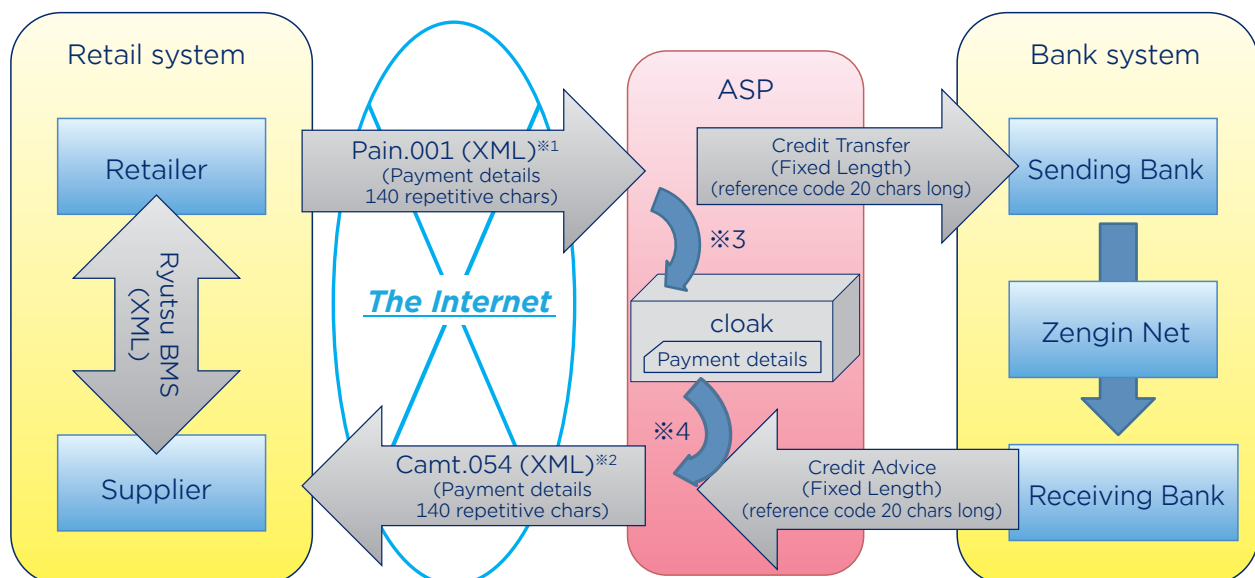 Retail system
Retailer
Ryutsu BMS
(XML)
Supplier
Pain.001 (XML)※1
(Payment details
140 repetitive chars)
The Internet
Camt.054 (XML)※2
(Payment details
140 repetitive chars)
ASP
※3
cloak
Payment details
※4
Credit Transfer
(Fixed Length)
(reference code 20 chars long)
Credit Advice
(Fixed Length)
(reference code 20 chars long)
Bank system
Sending Bank
Zengin Net
Receiving Bank